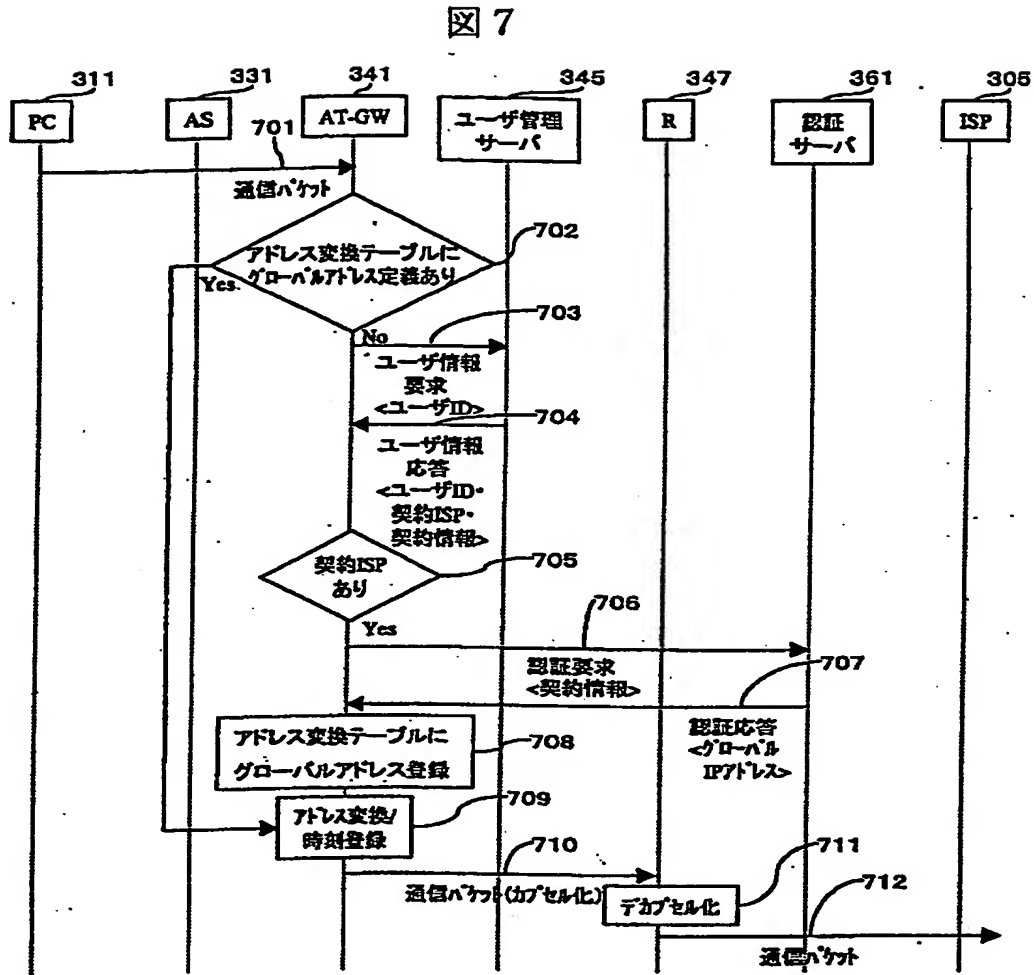 図7
311
331
341
345
347
361
305
PC
AS
AT-GW
ユーザ管理
サーバ
R
認証
サーバ
ISP
701
通信パケット
702
アドレス変換テーブルに
グローバルアドレス定義あり
Yes.
No
703
ユーザ情報
要求
<ユーザID>
704
ユーザ情報
応答
<ユーザID・
契約ISP・
契約情報>
契約ISP
あり
705
Yes
706
認証要求
<契約情報>
707
認証応答
<グローバル
IPアドレス>
アドレス変換テーブルに
グローバルアドレス登録
708
アドレス変換/
時刻登録
709
710
通信パケット(カプセル化)
デカプセル化
711
712
通信パケット